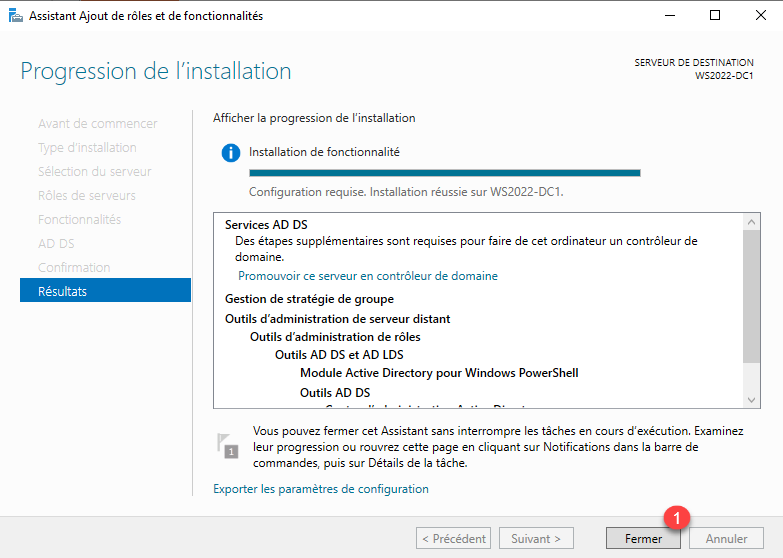 Assistant Ajout de rôles et de fonctionnalités
Progression de l'installation
SERVEUR DE DESTINATION
WS2022-DC1
Avant de commencer
Type d'installation
Sélection du serveur
Rôles de serveurs
Fonctionnalités
AD DS
Confirmation
Résultats
Afficher la progression de l'installation
Installation de fonctionnalité
Configuration requise. Installation réussie sur WS2022-DC1.
Services AD DS
Des étapes supplémentaires sont requises pour faire de cet ordinateur un contrôleur de
domaine.
Promouvoir ce serveur en contrôleur de domaine
Gestion de stratégie de groupe
Outils d'administration de serveur distant
Outils d'administration de rôles
Outils AD DS et AD LDS
Module Active Directory pour Windows PowerShell
Outils AD DS
1
Vous pouvez fermer cet Assistant sans interrompre les tâches en cours d'exécution. Examinez
leur progression ou rouvrez cette page en cliquant sur Notifications dans la barre de
commandes, puis sur Détails de la tâche.
Exporter les paramètres de configuration
1
< Précédent
Suivant >
Fermer
Annuler